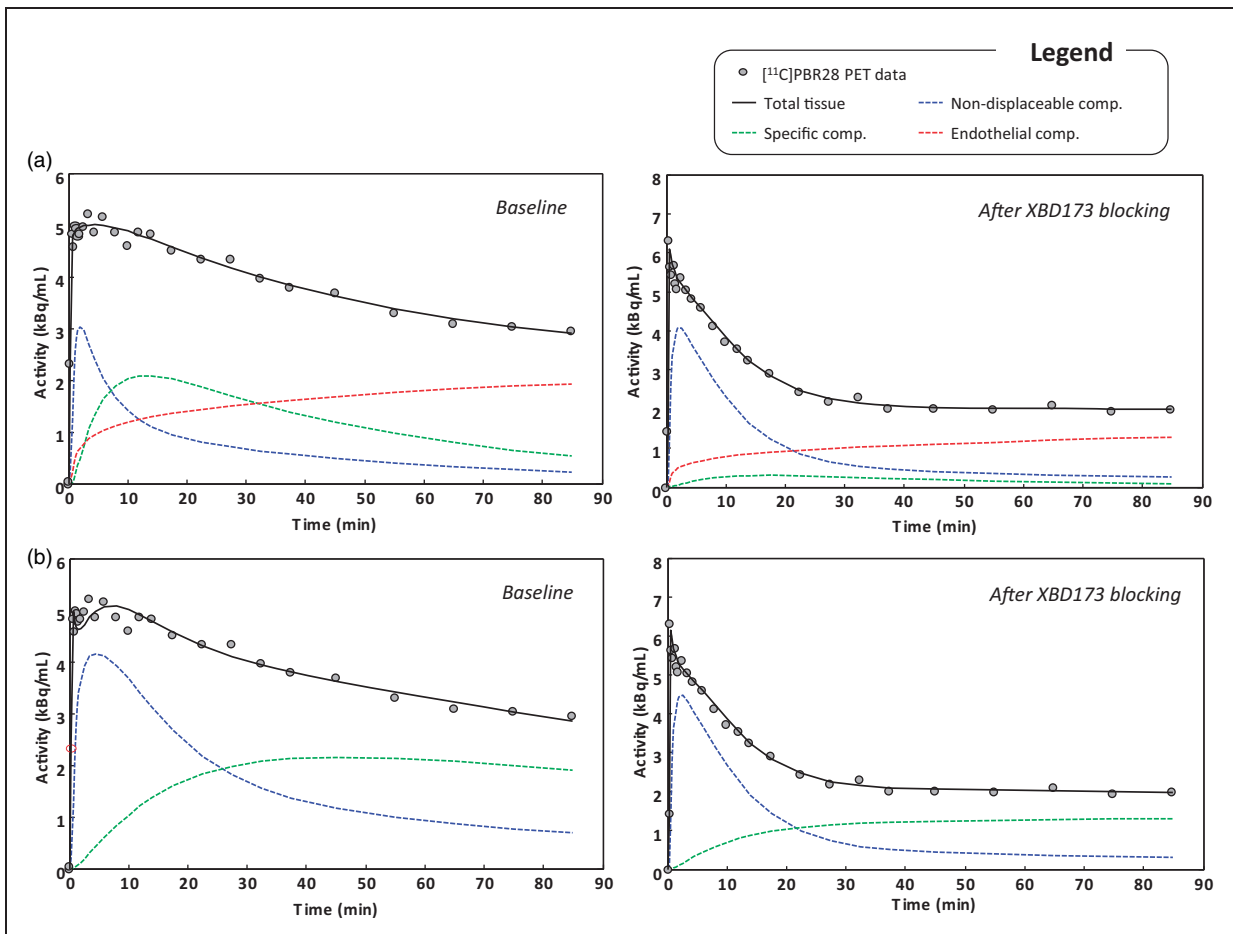 Legend
[¹¹C]PBR28 PET data
Total tissue
Non-displaceable comp.
Specific comp.
Endothelial comp.
(a)
Baseline
Activity (kBq/mL)
6
5
4
3
2
1
0
0 10 20 30 40 50 60 70 80 90
Time (min)
After XBD173 blocking
Activity (kBq/mL)
8
7
6
5
4
3
2
1
0
0 10 20 30 40 50 60 70 80 90
Time (min)
(b)
Baseline
Activity (kBq/mL)
6
5
4
3
2
1
0
0 10 20 30 40 50 60 70 80 90
Time (min)
After XBD173 blocking
Activity (kBq/mL)
8
7
6
5
4
3
2
1
0
0 10 20 30 40 50 60 70 80 90
Time (min)